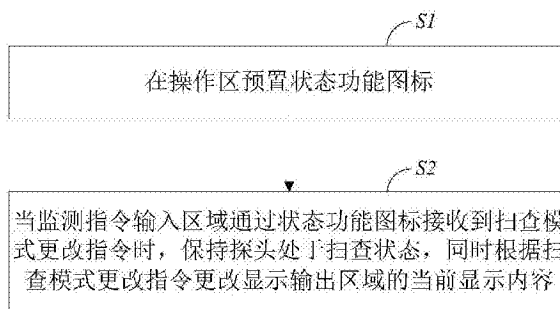 S1
在操作区预置状态功能图标
S2
当监测指令输入区域通过状态功能图标接收到扫查模
式更改指令时，保持探头处于扫查状态，同时根据扫
查模式更改指令更改显示输出区域的当前显示内容